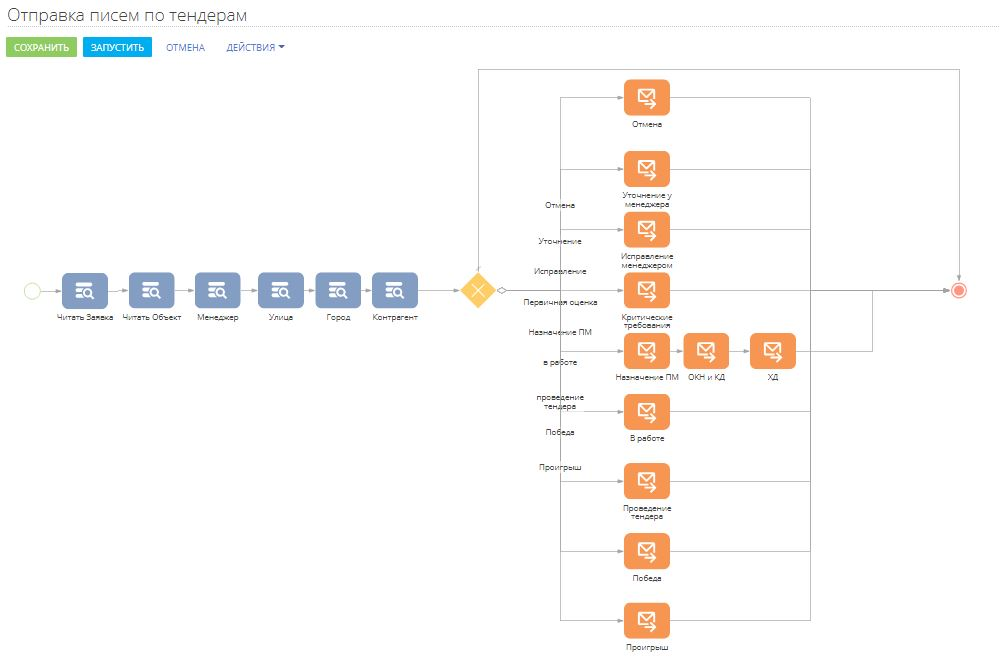 Отправка писем по тендерам
СОХРАНИТЬ ЗАПУСТИТЬ ОТМЕНА ДЕЙСТВИЯ
Отмена
Уточнение у
менеджера
Отмена
Уточнение
Исправление
менеджером
Исправление
Первичная оценка
Читать Заявка Читать Объект Менеджер Улица Город Контрагент
Критические
требования
Назначение ПМ
в работе
Назначение ПМ ОКН и КД ХД
проведение
тендера
Победа
В работе
Проигрыш
Проведение
тендера
Победа
Проигрыш